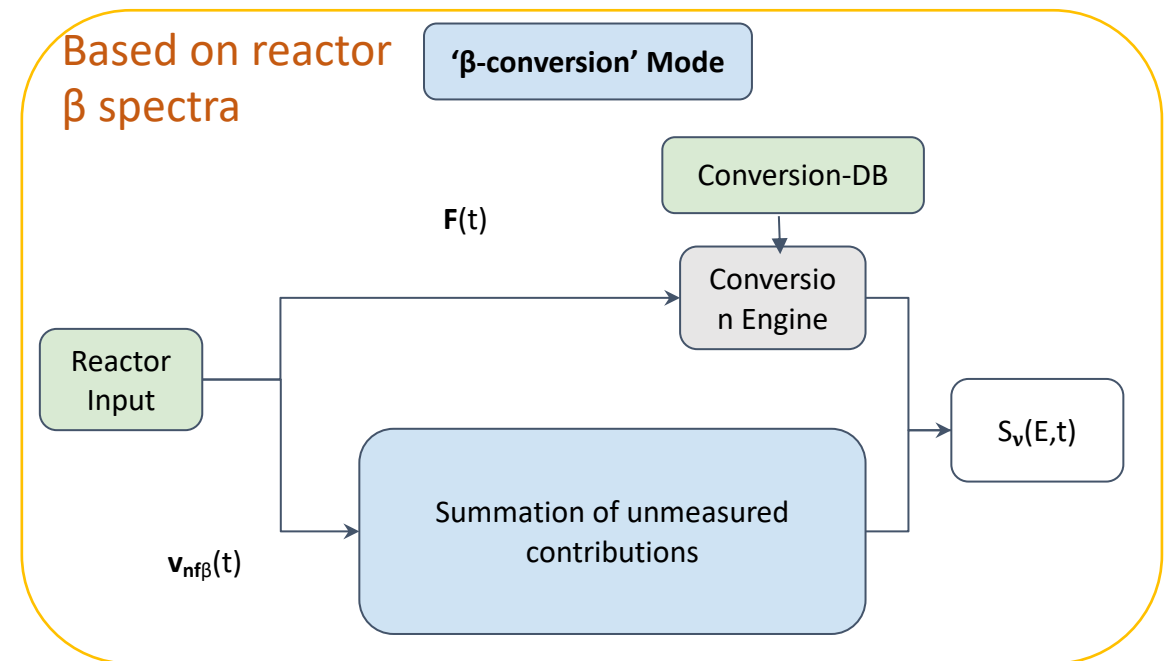 Based on reactor
β spectra
‘β-conversion’ Mode
Conversion-DB
F(t)
Conversio
n Engine
Reactor
Input
Sν(E,t)
Summation of unmeasured
contributions
vnfβ(t)